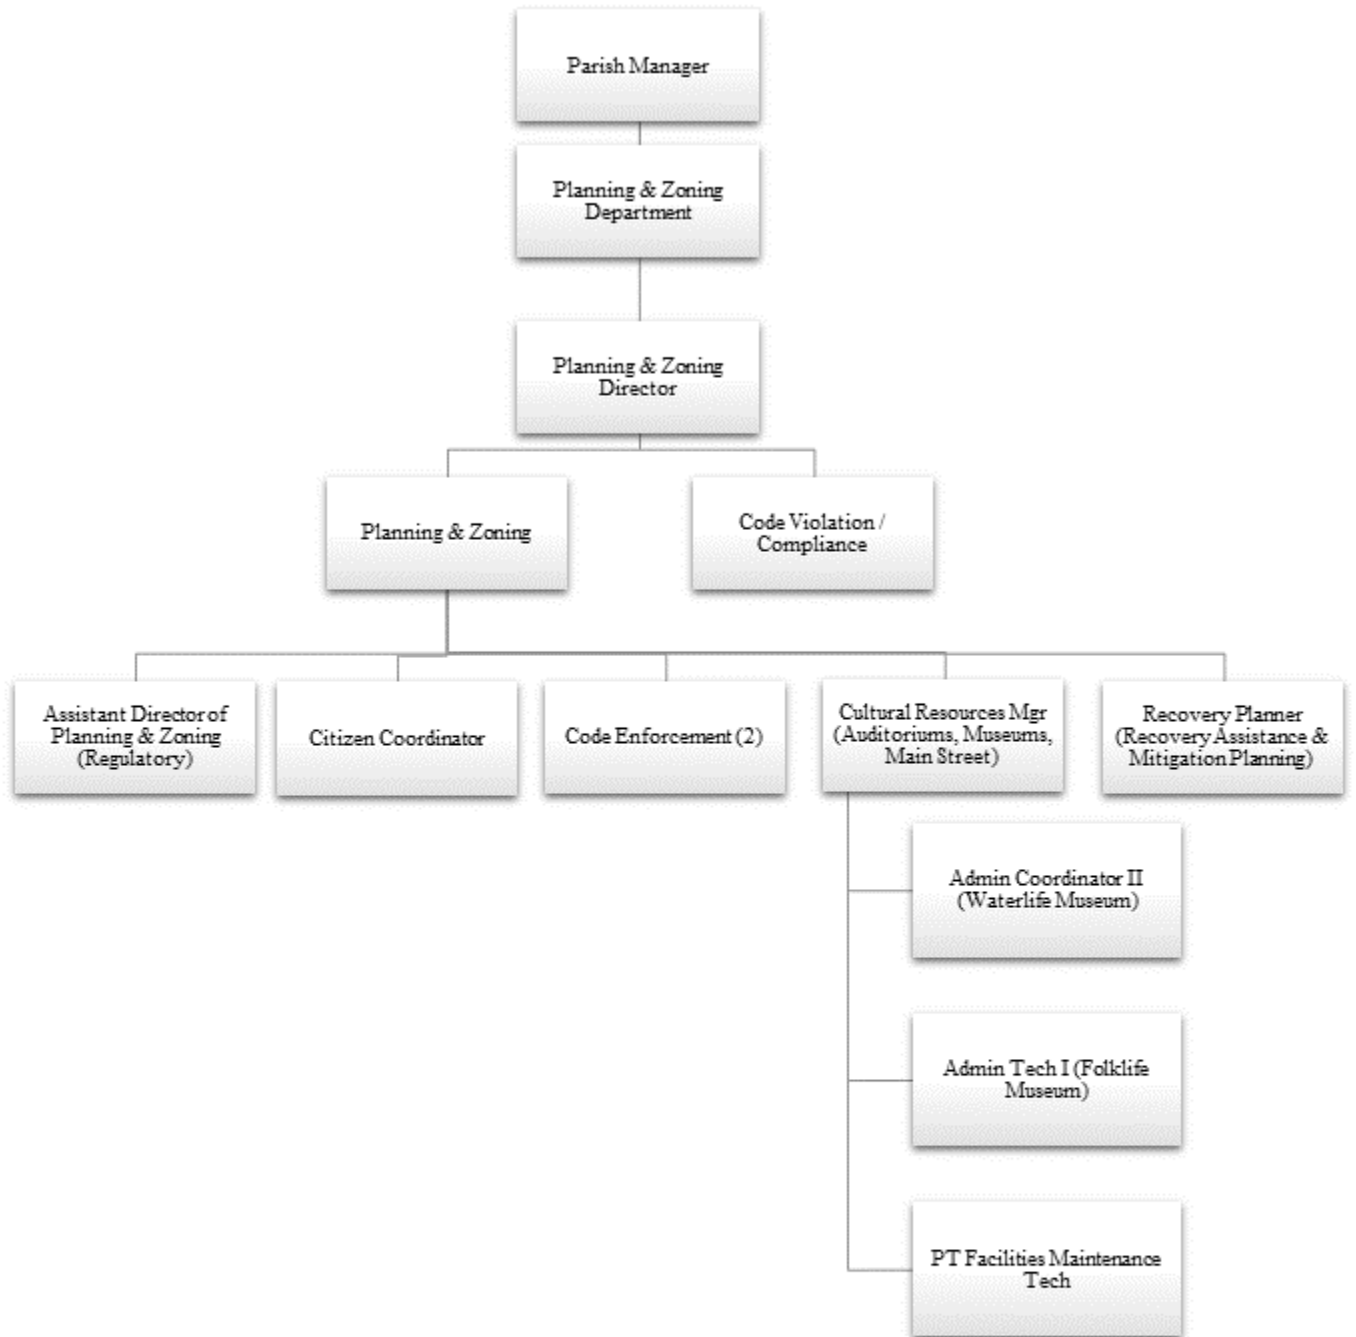 Parish Manager
Planning & Zoning
Department
Planning & Zoning
Director
Planning & Zoning
Code Violation /
Compliance
Assistant Director of
Planning & Zoning
(Regulatory)
Citizen Coordinator
Code Enforcement (2)
Cultural Resources Mgr
(Auditoriums, Museums,
Main Street)
Recovery Planner
(Recovery Assistance &
Mitigation Planning)
Admin Coordinator II
(Waterlife Museum)
Admin Tech I (Folklife
Museum)
PT Facilities Maintenance
Tech